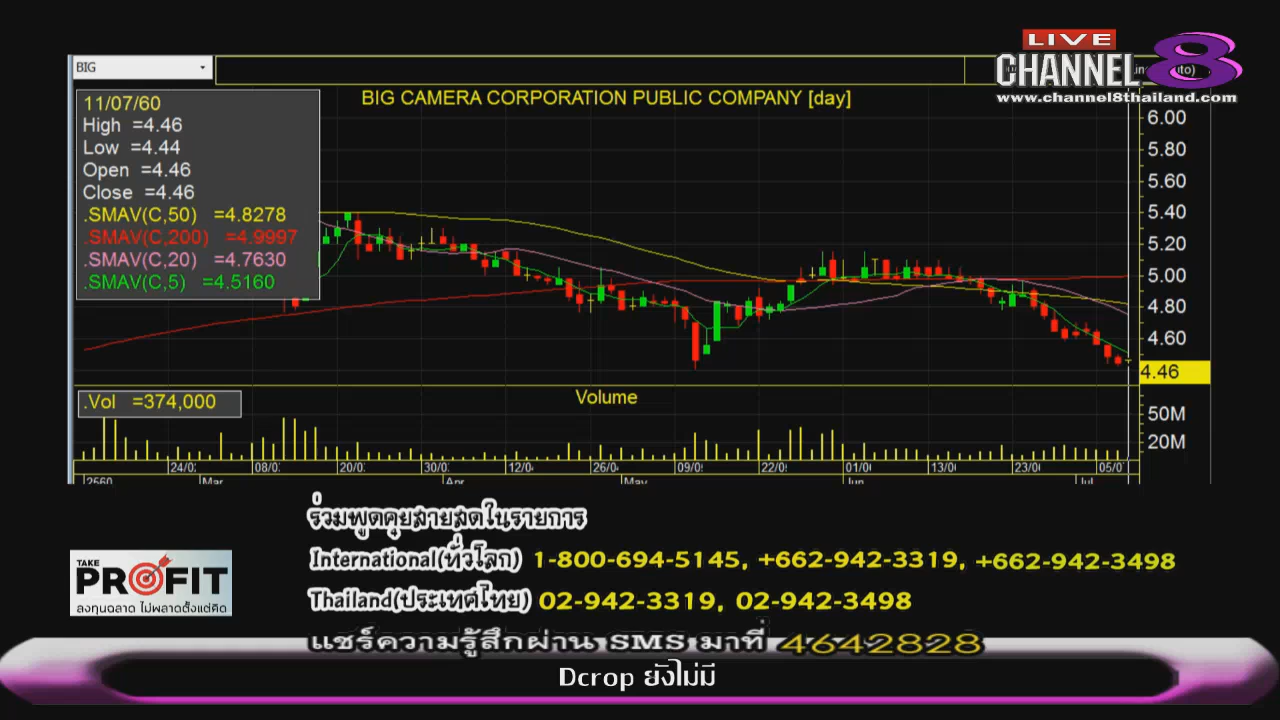 LIVE
CHANNEL 8
www.channel8thailand.com
BIG
BIG CAMERA CORPORATION PUBLIC COMPANY [day]
11/07/60
High =4.46
Low =4.44
Open =4.46
Close =4.46
.SMAV(C,50) =4.8278
.SMAV(C,200) =4.9997
.SMAV(C,20) =4.7630
.SMAV(C,5) =4.5160
6.00
5.80
5.60
5.40
5.20
5.00
4.80
4.60
4.46
.Vol =374,000
Volume
50M
20M
24/0 08/0 20/0 30/0 12/0 26/0 09/0 22/0 01/0 13/0 23/0 05/0
2560 Mar Apr May Jun Jul
ร่วมพูดคุยสายสดในรายการ
International(ทั่วโลก) 1-800-694-5145, +662-942-3319, +662-942-3498
Thailand(ประเทศไทย) 02-942-3319, 02-942-3498
แชร์ความรู้สึกผ่าน SMS มาที่ 4642828
TAKE
PROFIT
ลงทุนฉลาด ไม่พลาดตั้งแต่คิด
Dcrop ยังไม่มี